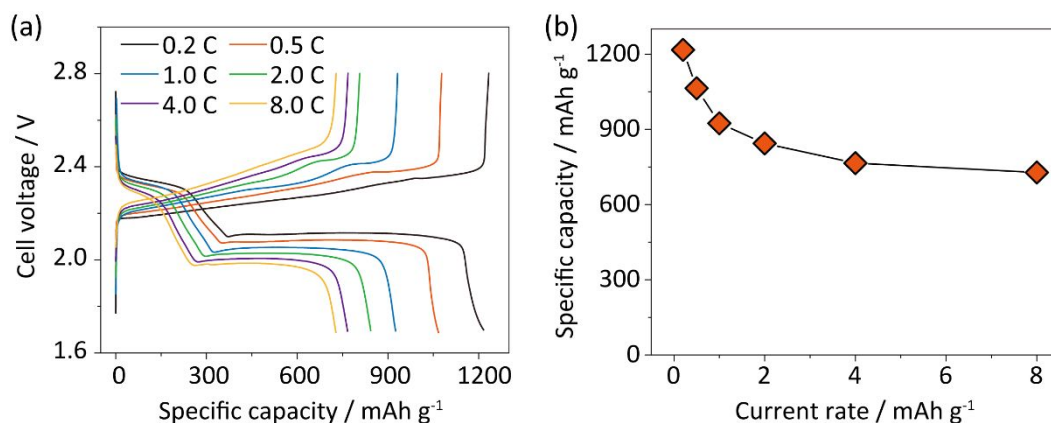 (a)
0.2 C 0.5 C
1.0 C 2.0 C
4.0 C 8.0 C
2.8
2.4
2.0
1.6
Cell voltage / V
0 300 600 900 1200
Specific capacity / mAh g-1
(b)
1200
900
600
300
0
Specific capacity / mAh g-1
0 2 4 6 8
Current rate / mAh g-1